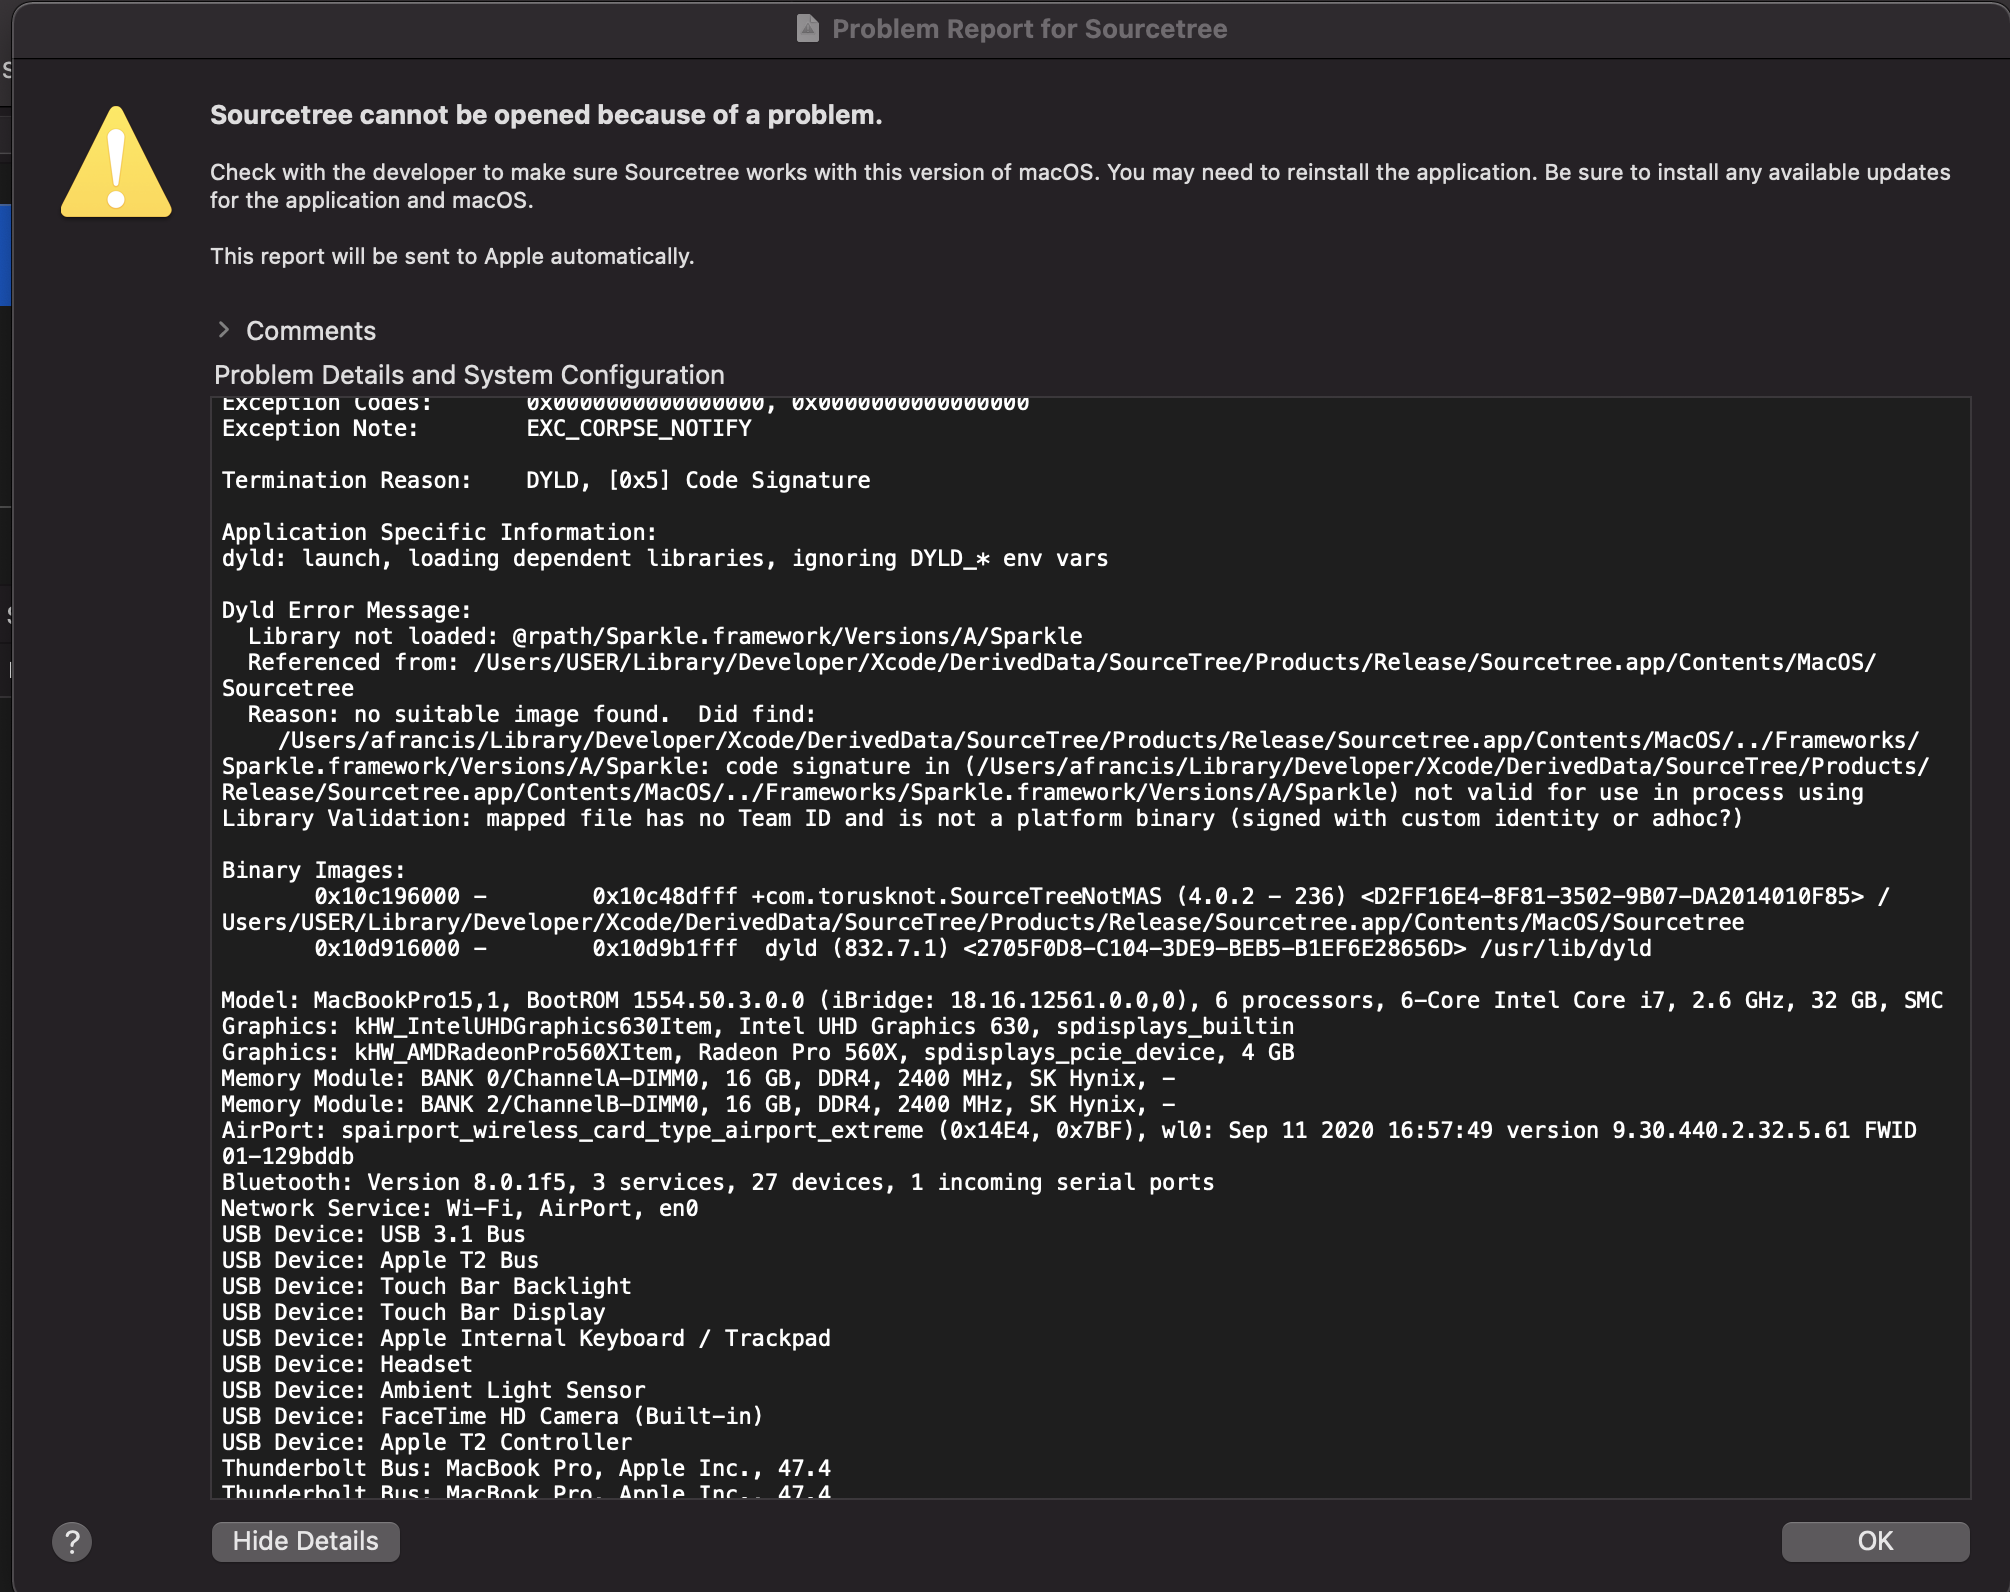 Problem Report for Sourcetree
Sourcetree cannot be opened because of a problem.
Check with the developer to make sure Sourcetree works with this version of macOS. You may need to reinstall the application. Be sure to install any available updates
for the application and macOS.
This report will be sent to Apple automatically.
Comments
Problem Details and System Configuration
Exception Codes:       0x0000000000000000, 0x0000000000000000
Exception Note:        EXC_CORPSE_NOTIFY
Termination Reason:    DYLD, [0x5] Code Signature
Application Specific Information:
dyld: launch, loading dependent libraries, ignoring DYLD_* env vars
Dyld Error Message:
  Library not loaded: @rpath/Sparkle.framework/Versions/A/Sparkle
  Referenced from: /Users/USER/Library/Developer/Xcode/DerivedData/SourceTree/Products/Release/Sourcetree.app/Contents/MacOS/
Sourcetree
  Reason: no suitable image found.  Did find:
    /Users/afrancis/Library/Developer/Xcode/DerivedData/SourceTree/Products/Release/Sourcetree.app/Contents/MacOS/../Frameworks/
Sparkle.framework/Versions/A/Sparkle: code signature in (/Users/afrancis/Library/Developer/Xcode/DerivedData/SourceTree/Products/
Release/Sourcetree.app/Contents/MacOS/../Frameworks/Sparkle.framework/Versions/A/Sparkle) not valid for use in process using
Library Validation: mapped file has no Team ID and is not a platform binary (signed with custom identity or adhoc?)
Binary Images:
       0x10c196000 -        0x10c48dfff +com.torusknot.SourceTreeNotMAS (4.0.2 - 236) <D2FF16E4-8F81-3502-9B07-DA2014010F85> /
Users/USER/Library/Developer/Xcode/DerivedData/SourceTree/Products/Release/Sourcetree.app/Contents/MacOS/Sourcetree
       0x10d916000 -        0x10d9b1fff  dyld (832.7.1) <2705F0D8-C104-3DE9-BEB5-B1EF6E28656D> /usr/lib/dyld
Model: MacBookPro15,1, BootROM 1554.50.3.0.0 (iBridge: 18.16.12561.0.0,0), 6 processors, 6-Core Intel Core i7, 2.6 GHz, 32 GB, SMC
Graphics: kHW_IntelUHDGraphics630Item, Intel UHD Graphics 630, spdisplays_builtin
Graphics: kHW_AMDRadeonPro560XItem, Radeon Pro 560X, spdisplays_pcie_device, 4 GB
Memory Module: BANK 0/ChannelA-DIMM0, 16 GB, DDR4, 2400 MHz, SK Hynix, -
Memory Module: BANK 2/ChannelB-DIMM0, 16 GB, DDR4, 2400 MHz, SK Hynix, -
AirPort: spairport_wireless_card_type_airport_extreme (0x14E4, 0x7BF), wl0: Sep 11 2020 16:57:49 version 9.30.440.2.32.5.61 FWID
01-129bddb
Bluetooth: Version 8.0.1f5, 3 services, 27 devices, 1 incoming serial ports
Network Service: Wi-Fi, AirPort, en0
USB Device: USB 3.1 Bus
USB Device: Apple T2 Bus
USB Device: Touch Bar Backlight
USB Device: Touch Bar Display
USB Device: Apple Internal Keyboard / Trackpad
USB Device: Headset
USB Device: Ambient Light Sensor
USB Device: FaceTime HD Camera (Built-in)
USB Device: Apple T2 Controller
Thunderbolt Bus: MacBook Pro, Apple Inc., 47.4
Thunderbolt Bus: MacBook Pro, Apple Inc., 47.4
?
Hide Details
OK